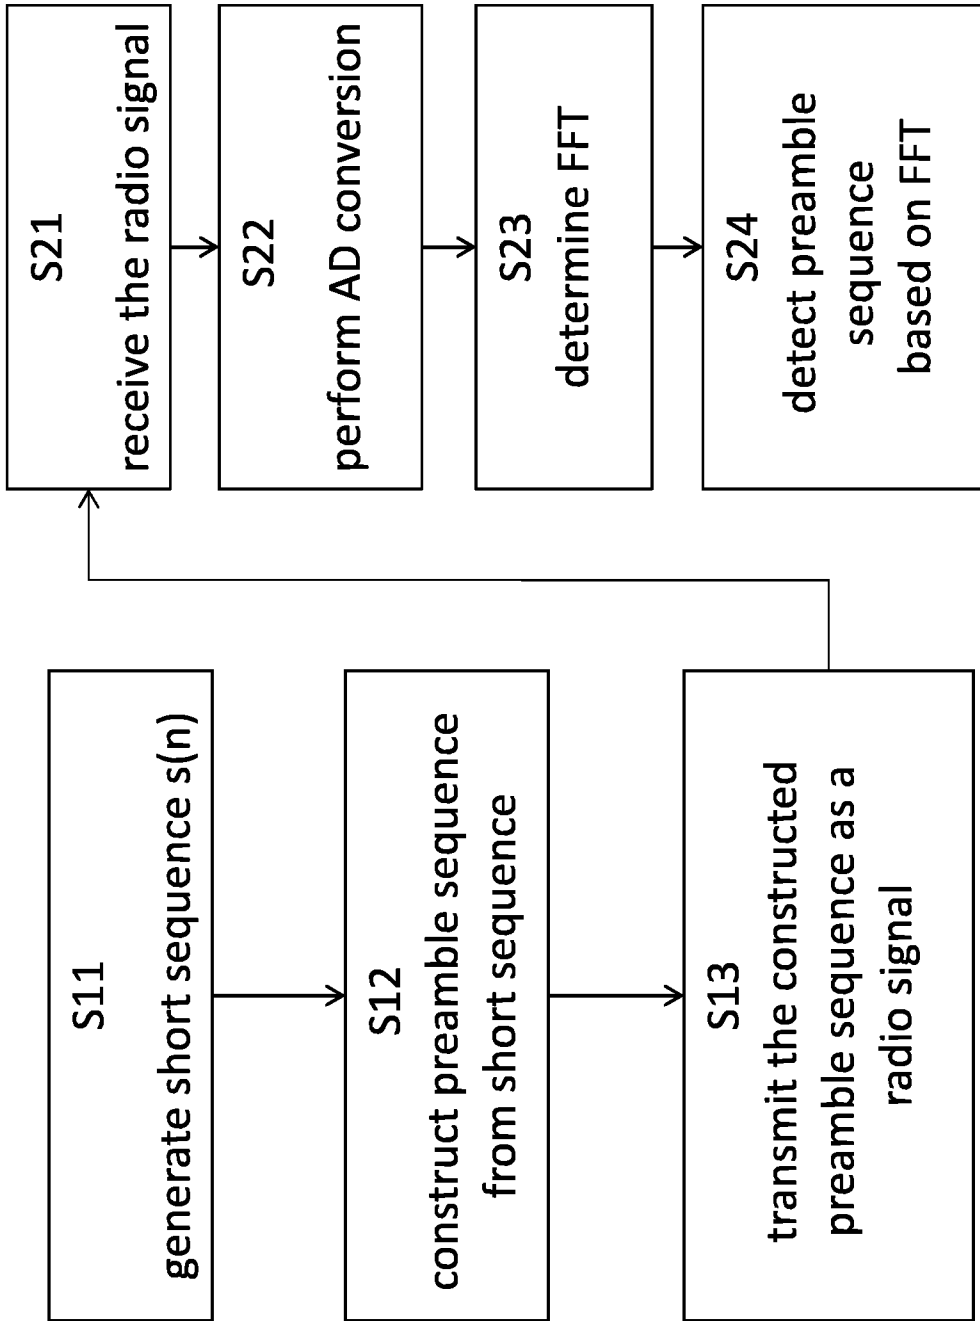 S11
generate short sequence s(n)
S12
construct preamble sequence
from short sequence
S13
transmit the constructed
preamble sequence as a
radio signal
S21
receive the radio signal
S22
perform AD conversion
S23
determine FFT
S24
detect preamble
sequence
based on FFT